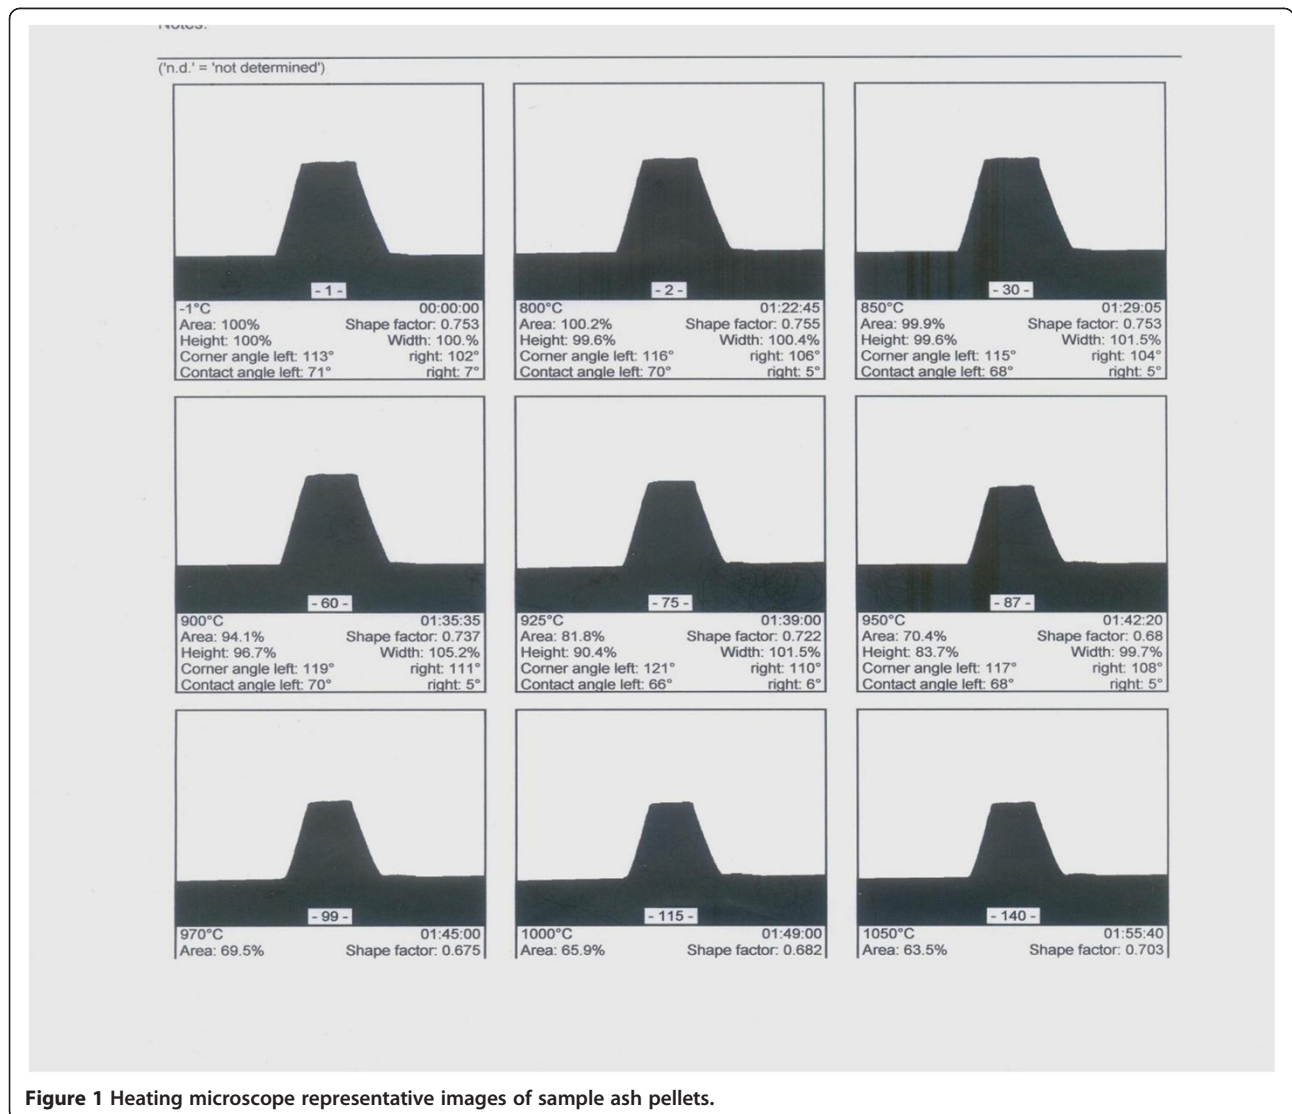 Notes:
('n.d.' = 'not determined')
- 1 -
-1°C 00:00:00
Area: 100% Shape factor: 0.753
Height: 100% Width: 100.%
Corner angle left: 113° right: 102°
Contact angle left: 71° right: 7°
- 2 -
800°C 01:22:45
Area: 100.2% Shape factor: 0.755
Height: 99.6% Width: 100.4%
Corner angle left: 116° right: 106°
Contact angle left: 70° right: 5°
- 30 -
850°C 01:29:05
Area: 99.9% Shape factor: 0.753
Height: 99.6% Width: 101.5%
Corner angle left: 115° right: 104°
Contact angle left: 68° right: 5°
- 60 -
900°C 01:35:35
Area: 94.1% Shape factor: 0.737
Height: 96.7% Width: 105.2%
Corner angle left: 119° right: 111°
Contact angle left: 70° right: 5°
- 75 -
925°C 01:39:00
Area: 81.8% Shape factor: 0.722
Height: 90.4% Width: 101.5%
Corner angle left: 121° right: 110°
Contact angle left: 66° right: 6°
- 87 -
950°C 01:42:20
Area: 70.4% Shape factor: 0.68
Height: 83.7% Width: 99.7%
Corner angle left: 117° right: 108°
Contact angle left: 68° right: 5°
- 99 -
970°C 01:45:00
Area: 69.5% Shape factor: 0.675
- 115 -
1000°C 01:49:00
Area: 65.9% Shape factor: 0.682
- 140 -
1050°C 01:55:40
Area: 63.5% Shape factor: 0.703
Figure 1 Heating microscope representative images of sample ash pellets.